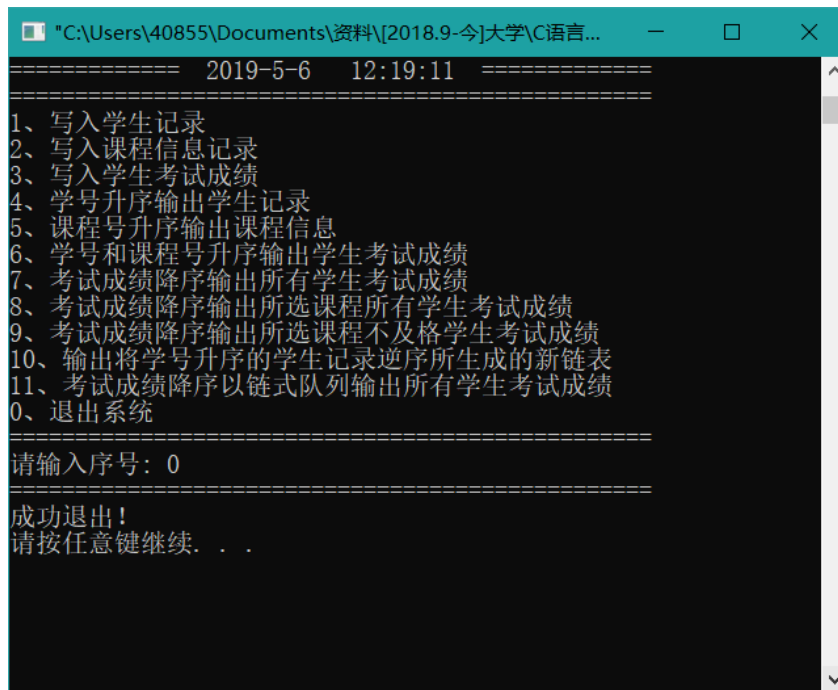 "C:\Users\40855\Documents\资料\[2018.9-今]大学\C语言...
============= 2019-5-6 12:19:11 =============
=================================================
1、写入学生记录
2、写入课程信息记录
3、写入学生考试成绩
4、学号升序输出学生记录
5、课程号升序输出课程信息
6、学号和课程号升序输出学生考试成绩
7、考试成绩降序输出所有学生考试成绩
8、考试成绩降序输出所选课程所有学生考试成绩
9、考试成绩降序输出所选课程不及格学生考试成绩
10、输出将学号升序的学生记录逆序所生成的新链表
11、考试成绩降序以链式队列输出所有学生考试成绩
0、退出系统
=================================================
请输入序号: 0
=================================================
成功退出!
请按任意键继续. . .